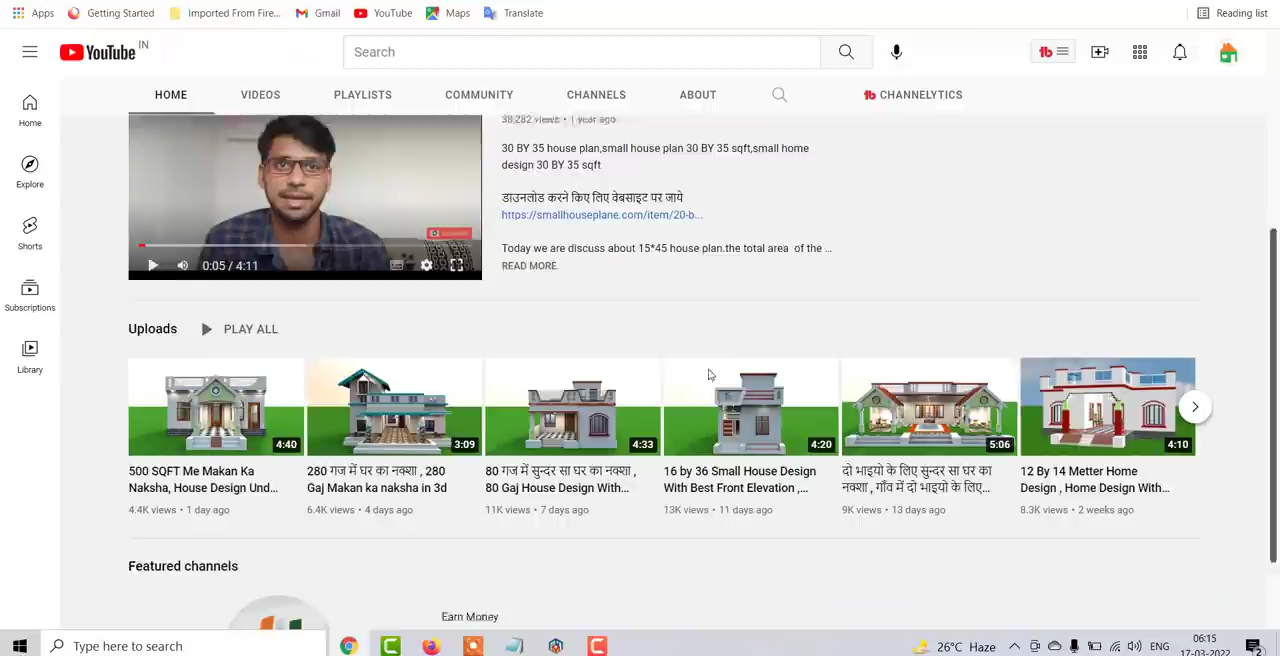 Apps Getting Started Imported From Fire... Gmail YouTube Maps Translate Reading list
YouTube IN Search
HOME VIDEOS PLAYLISTS COMMUNITY CHANNELS ABOUT CHANNELYTICS
Home
Explore
Shorts
Subscriptions
Library
38,282 views • 1 year ago
30 BY 35 house plan,small house plan 30 BY 35 sqft,small home
design 30 BY 35 sqft
डाउनलोड करने किए लिए वेबसाइट पर जाये
https://smallhouseplane.com/item/20-b...
Today we are discuss about 15*45 house plan.the total area of the ...
READ MORE
0:05 / 4:11
Uploads PLAY ALL
4:40
500 SQFT Me Makan Ka
Naksha, House Design Und...
4.4K views • 1 day ago
3:09
280 गज में घर का नक्शा , 280
Gaj Makan ka naksha in 3d
6.4K views • 4 days ago
4:33
80 गज में सुन्दर सा घर का नक्शा ,
80 Gaj House Design With...
11K views • 7 days ago
4:20
16 by 36 Small House Design
With Best Front Elevation ,...
13K views • 11 days ago
5:06
दो भाइयो के लिए सुन्दर सा घर का
नक्शा , गाँव में दो भाइयो के लिए...
9K views • 13 days ago
4:10
12 By 14 Metter Home
Design , Home Design With...
8.3K views • 2 weeks ago
Featured channels
Earn Money
Type here to search 26°C Haze ENG 06:15
17-03-2022 2